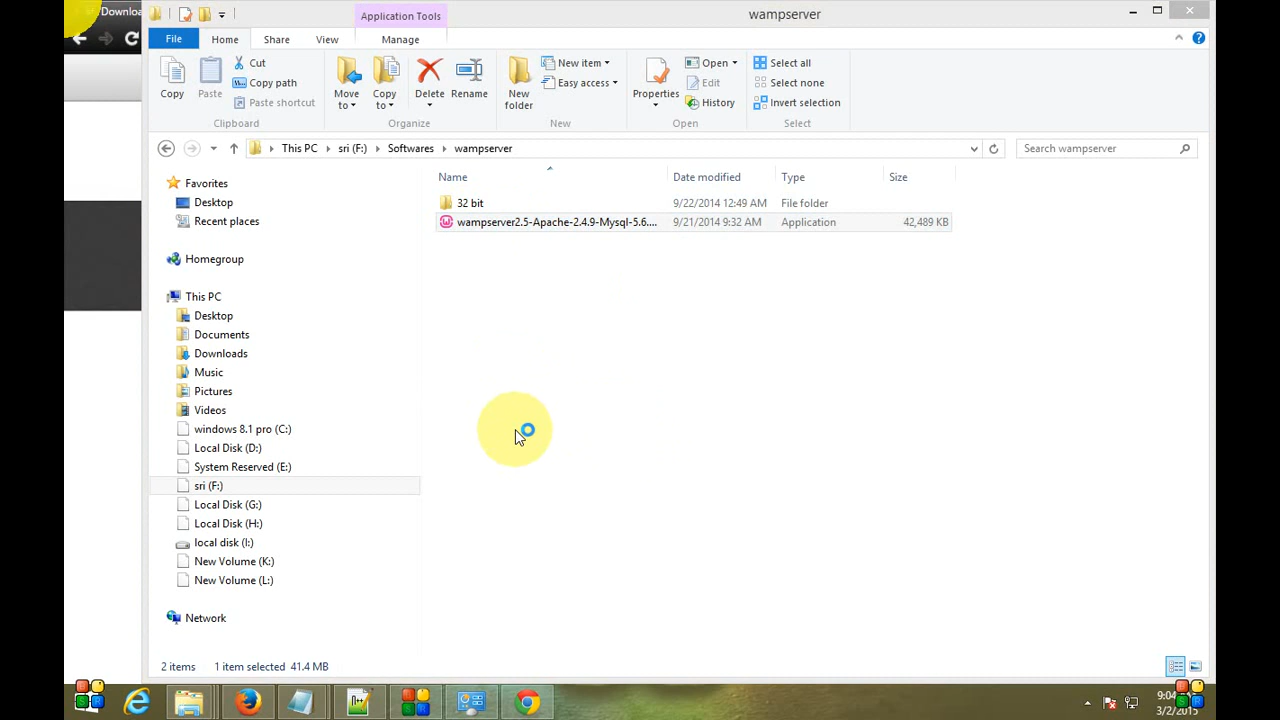 Downloa
Application Tools
wampserver
File
Home
Share
View
Manage
Copy
Paste
Cut
Copy path
Paste shortcut
Clipboard
Move to
Copy to
Delete
Rename
Organize
New folder
New item
Easy access
New
Properties
Open
Edit
History
Open
Select all
Select none
Invert selection
Select
This PC
sri (F:)
Softwares
wampserver
Search wampserver
Name
Date modified
Type
Size
32 bit 9/22/2014 12:49 AM File folder
wampserver2.5-Apache-2.4.9-Mysql-5.6.... 9/21/2014 9:32 AM Application 42,489 KB
Favorites
Desktop
Recent places
Homegroup
This PC
Desktop
Documents
Downloads
Music
Pictures
Videos
windows 8.1 pro (C:)
Local Disk (D:)
System Reserved (E:)
sri (F:)
Local Disk (G:)
Local Disk (H:)
local disk (I:)
New Volume (K:)
New Volume (L:)
Network
2 items 1 item selected 41.4 MB
9:04
3/2/2015